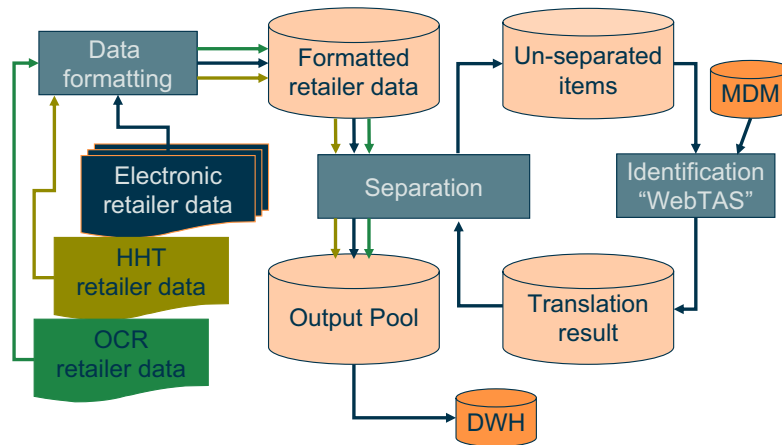 Data
formatting
Formatted
retailer data
Un-separated
items
MDM
Electronic
retailer data
Separation
Identification
“WebTAS”
HHT
retailer data
Output Pool
Translation
result
OCR
retailer data
DWH